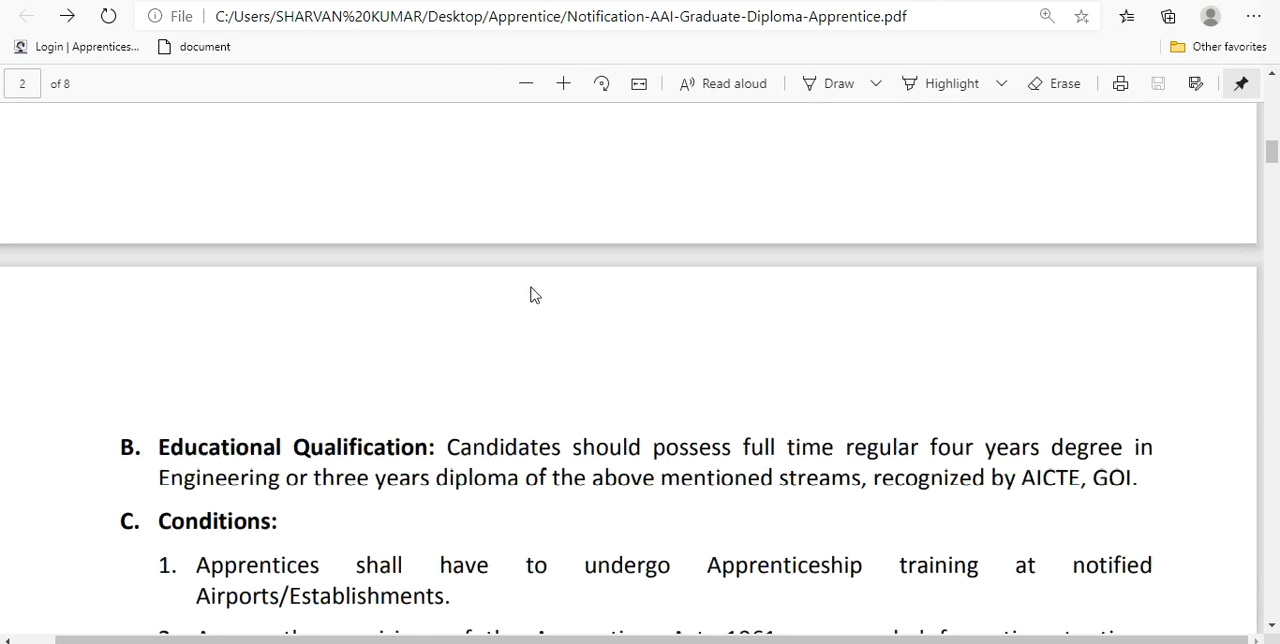 File
C:/Users/SHARVAN%20KUMAR/Desktop/Apprentice/Notification-AAI-Graduate-Diploma-Apprentice.pdf
Login | Apprentices...
document
Other favorites
2 of 8
Read aloud
Draw
Highlight
Erase
B. Educational Qualification: Candidates should possess full time regular four years degree in
Engineering or three years diploma of the above mentioned streams, recognized by AICTE, GOI.
C. Conditions:
1. Apprentices shall have to undergo Apprenticeship training at notified
Airports/Establishments.